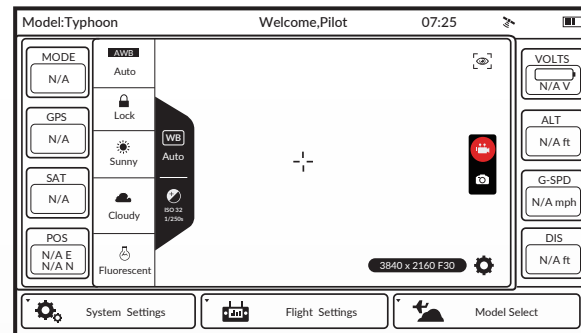 Model:Typhoon Welcome,Pilot 07:25
MODE
N/A
GPS
N/A
SAT
N/A
POS
N/A E
N/A N
AWB
Auto
Lock
Sunny
Cloudy
Fluorescent
WB
Auto
ISO 32
1/250s
3840 x 2160 F30
VOLTS
N/A V
ALT
N/A ft
G-SPD
N/A mph
DIS
N/A ft
System Settings Flight Settings Model Select